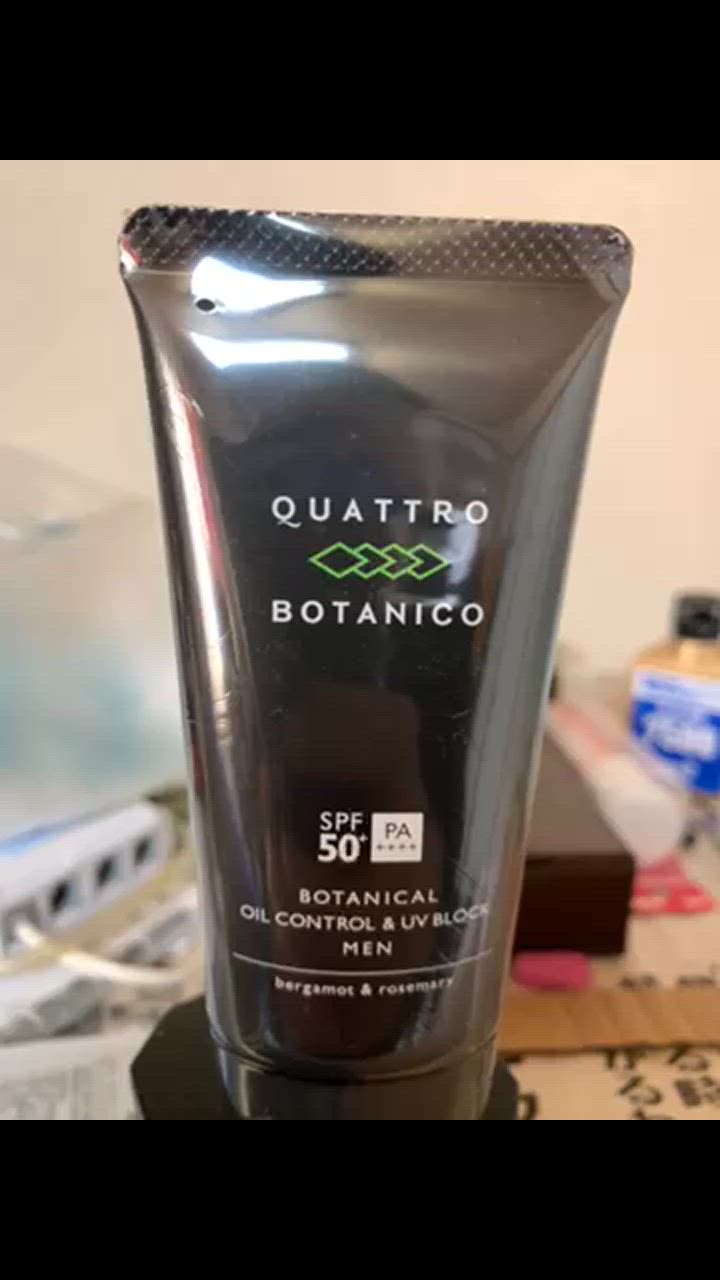 QUATTRO
BOTANICO
SPF
50+
PA
++++
BOTANICAL
OIL CONTROL & UV BLOCK
MEN
bergamot & rosemary